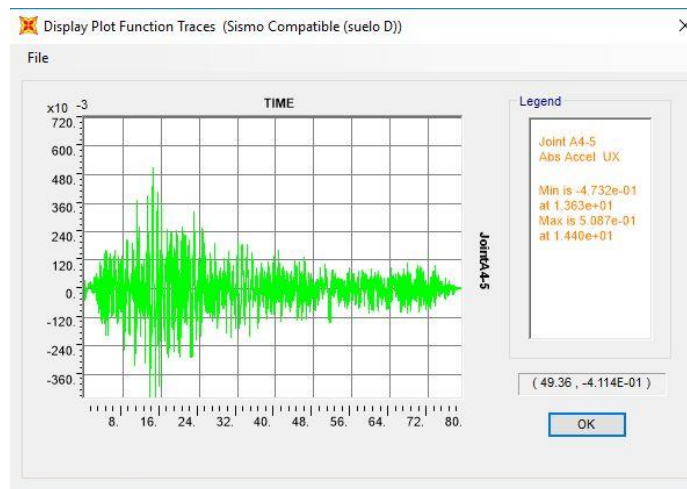 Display Plot Function Traces (Sismo Compatible (suelo D))
File
x10 -3
TIME
720.
600.
480.
360.
240.
120.
0.
-120.
-240.
-360.
8.
16.
24.
32.
40.
48.
56.
64.
72.
80.
JointA4-5
Legend
Joint A4-5
Abs Accel UX
Min is -4.732e-01
at 1.363e+01
Max is 5.087e-01
at 1.440e+01
( 49.36 , -4.114E-01 )
OK